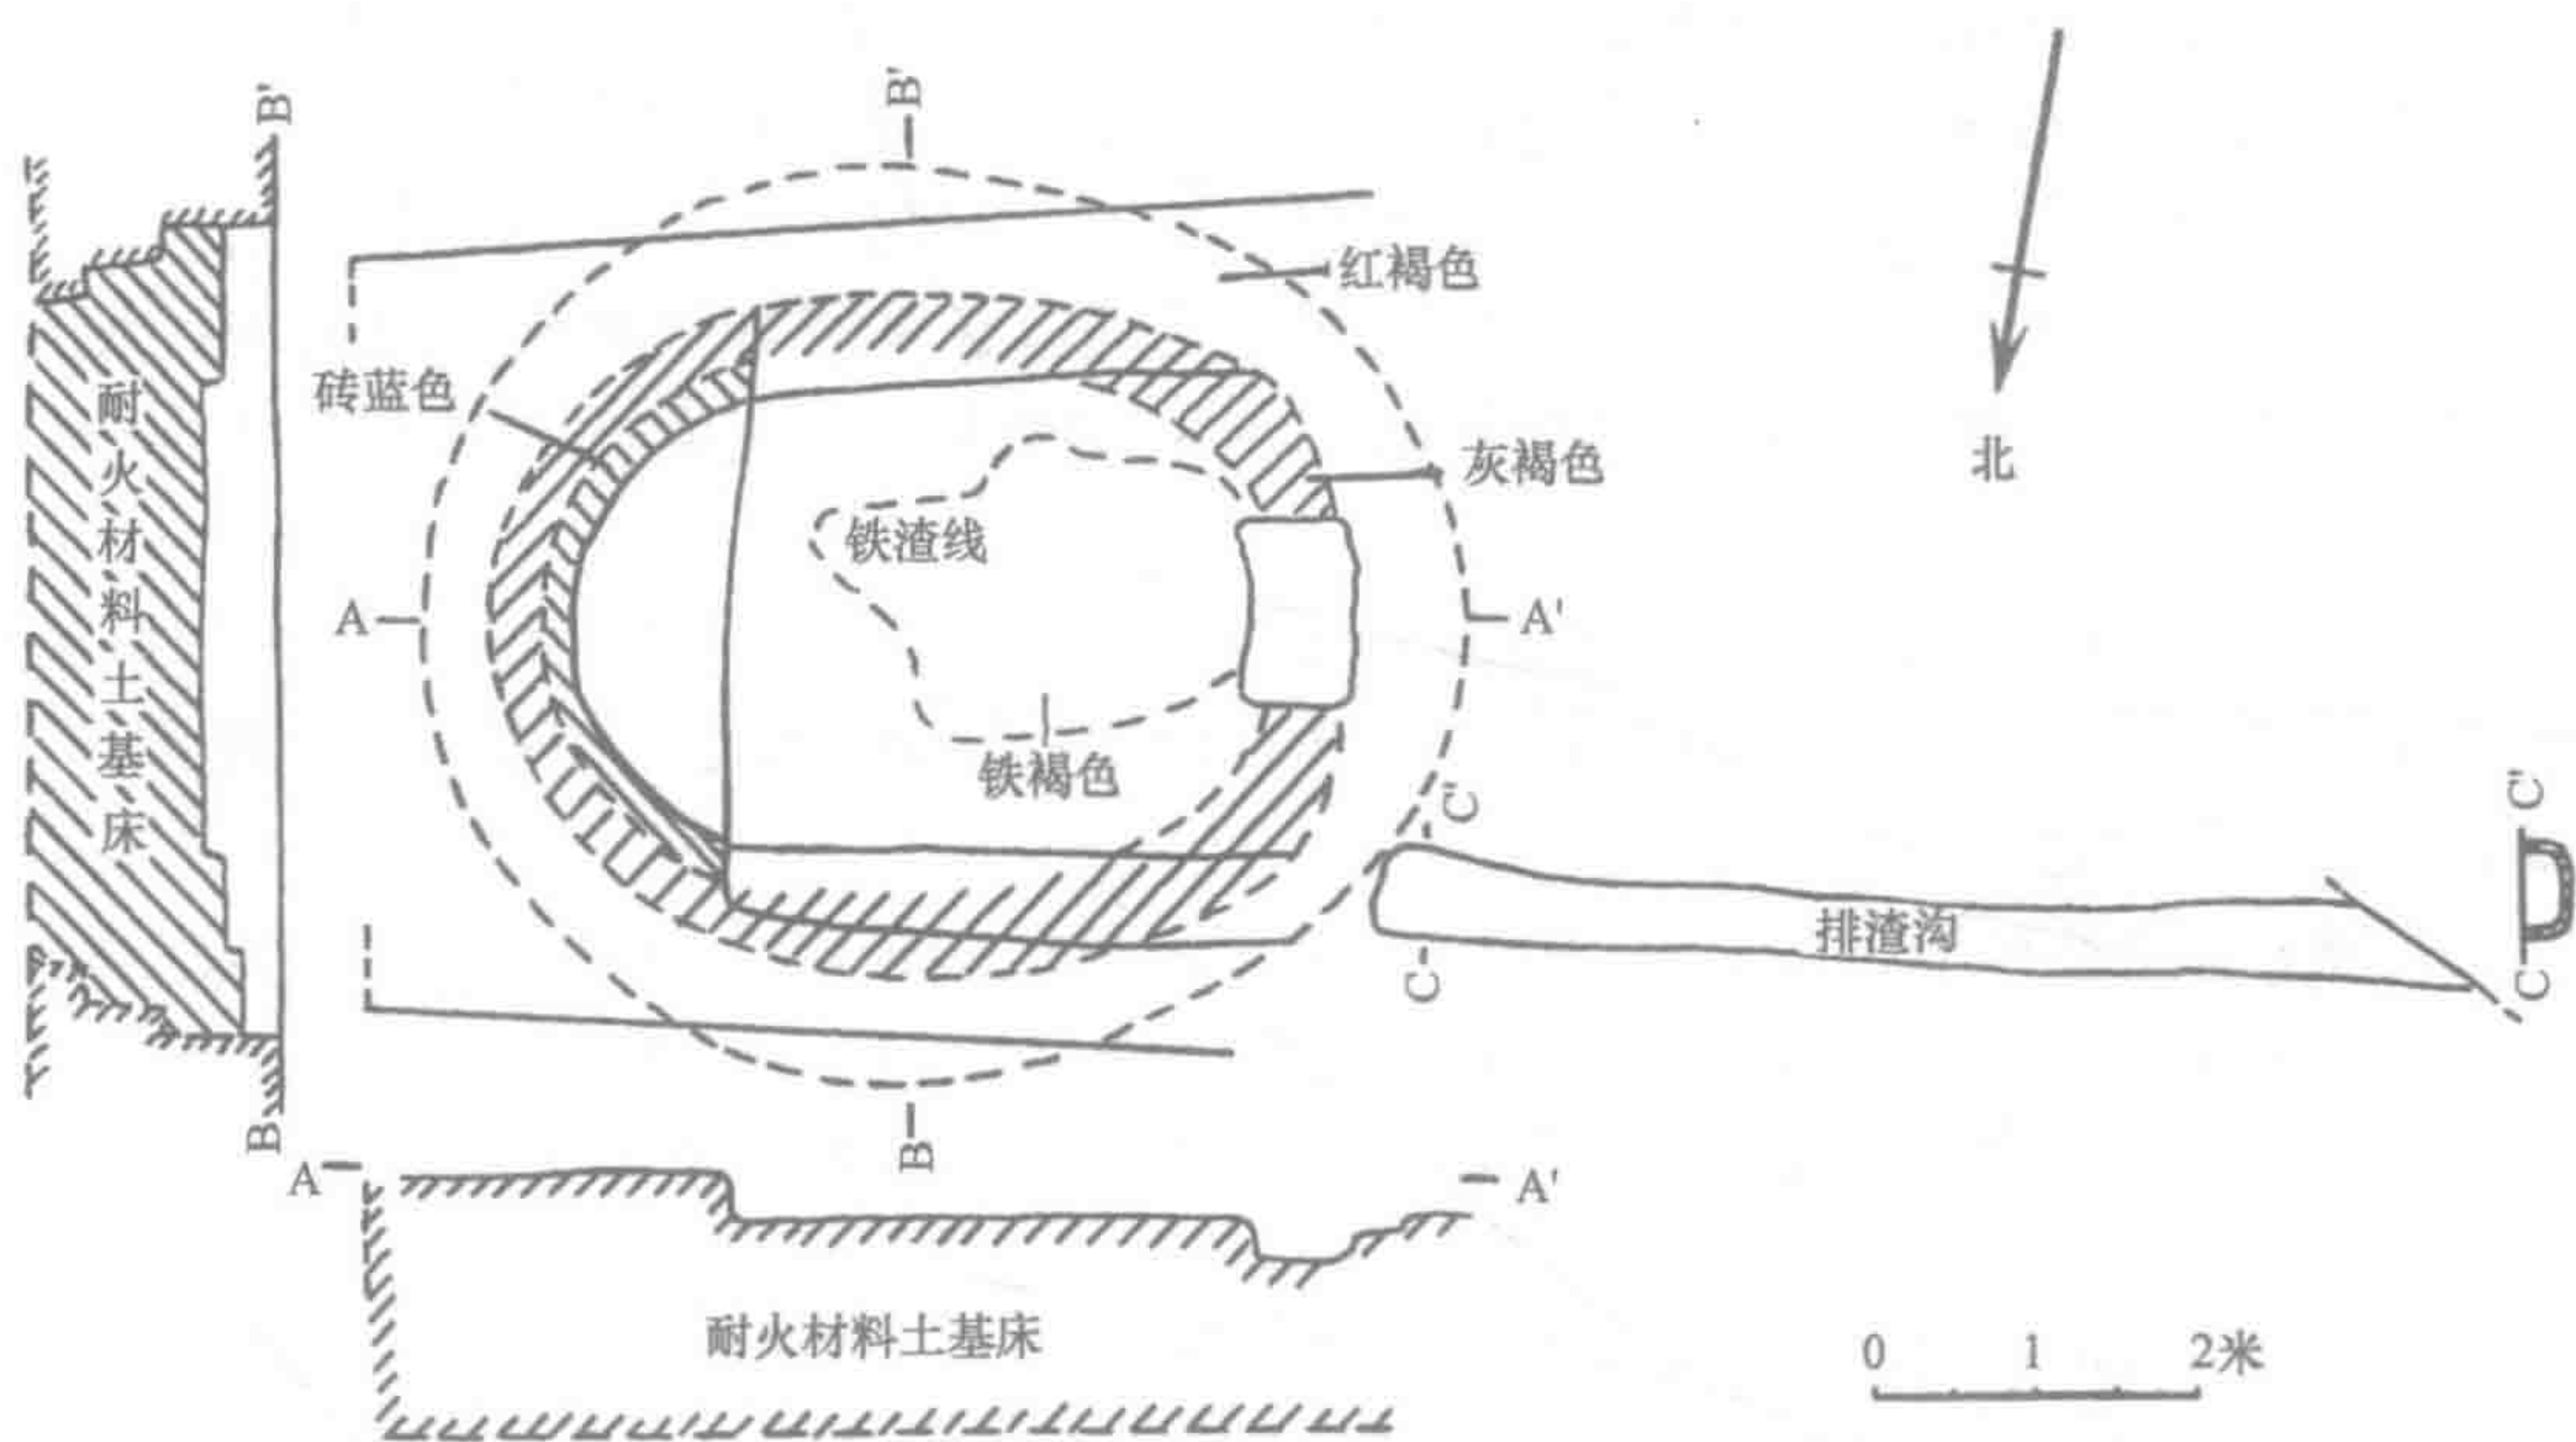 B'
B'
红褐色
砖蓝色
灰褐色
北
耐火材料土基床
铁渣线
A
A'
铁褐色
C'
C'
排渣沟
C
C
B
B
A
A'
耐火材料土基床
0 1 2米